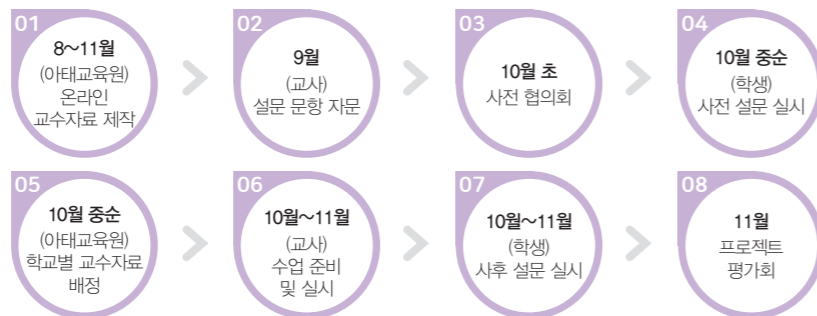 01
8~11월
(아태교육원)
온라인
교수자료 제작
02
9월
(교사)
설문 문항 자문
03
10월 초
사전 협의회
04
10월 중순
(학생)
사전 설문 실시
05
10월 중순
(아태교육원)
학교별 교수자료
배정
06
10월~11월
(교사)
수업 준비
및 실시
07
10월~11월
(학생)
사후 설문 실시
08
11월
프로젝트
평가회